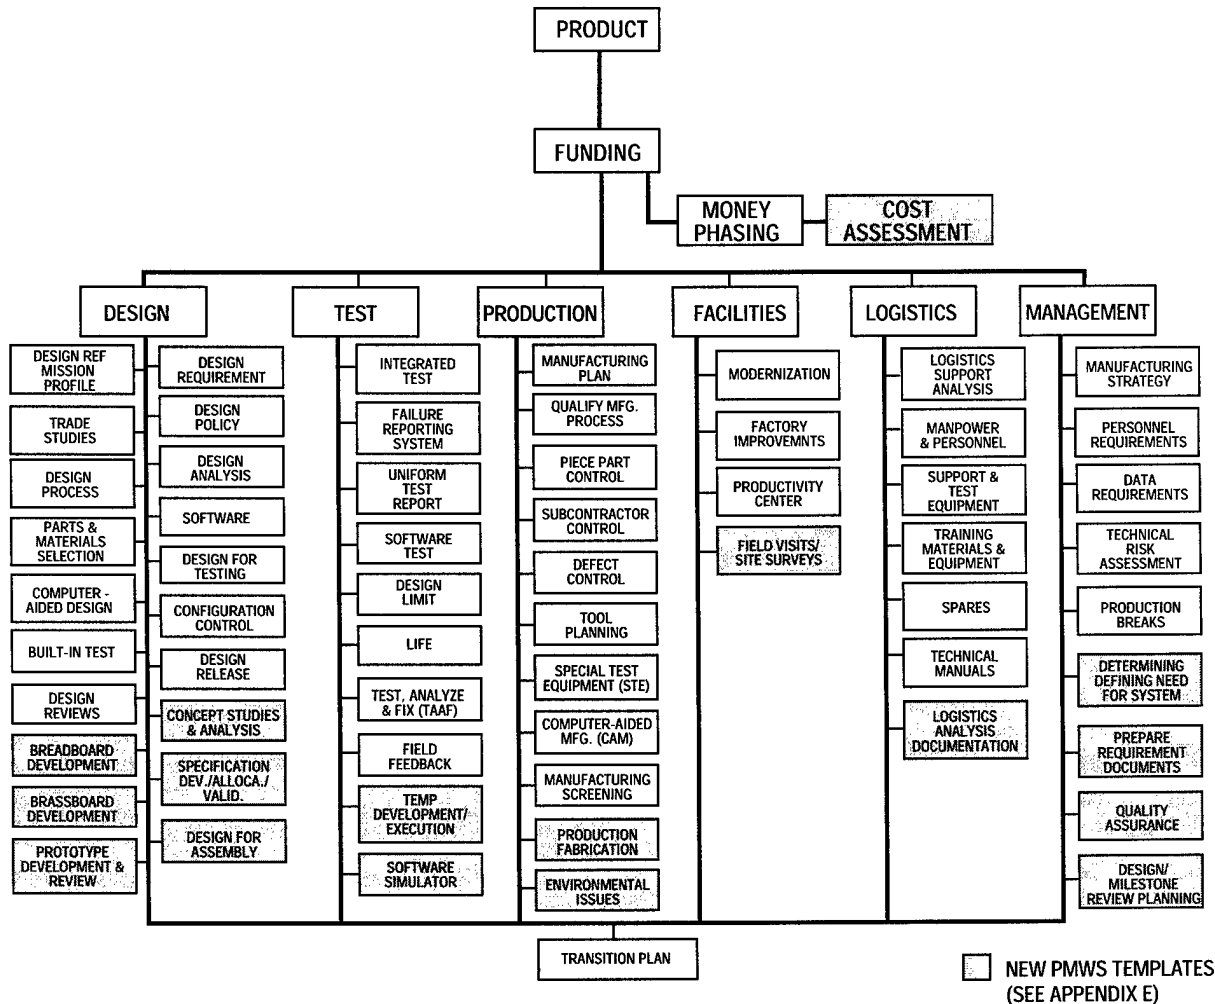 PRODUCT
FUNDING
MONEY
PHASING
COST
ASSESSMENT
DESIGN
TEST
PRODUCTION
FACILITIES
LOGISTICS
MANAGEMENT
DESIGN REF
MISSION
PROFILE
TRADE
STUDIES
DESIGN
PROCESS
PARTS &
MATERIALS
SELECTION
COMPUTER -
AIDED DESIGN
BUILT-IN TEST
DESIGN
REVIEWS
BREADBOARD
DEVELOPMENT
BRASSBOARD
DEVELOPMENT
PROTOTYPE
DEVELOPMENT &
REVIEW
DESIGN
REQUIREMENT
DESIGN
POLICY
DESIGN
ANALYSIS
SOFTWARE
DESIGN FOR
TESTING
CONFIGURATION
CONTROL
DESIGN
RELEASE
CONCEPT STUDIES
& ANALYSIS
SPECIFICATION
DEV./ALLOCA./
VALID.
DESIGN FOR
ASSEMBLY
INTEGRATED
TEST
FAILURE
REPORTING
SYSTEM
UNIFORM
TEST
REPORT
SOFTWARE
TEST
DESIGN
LIMIT
LIFE
TEST, ANALYZE
& FIX (TAAF)
FIELD
FEEDBACK
TEMP
DEVELOPMENT/
EXECUTION
SOFTWARE
SIMULATOR
MANUFACTURING
PLAN
QUALIFY MFG.
PROCESS
PIECE PART
CONTROL
SUBCONTRACTOR
CONTROL
DEFECT
CONTROL
TOOL
PLANNING
SPECIAL TEST
EQUIPMENT (STE)
COMPUTER-AIDED
MFG. (CAM)
MANUFACTURING
SCREENING
PRODUCTION
FABRICATION
ENVIRONMENTAL
ISSUES
MODERNIZATION
FACTORY
IMPROVEMNTS
PRODUCTIVITY
CENTER
FIELD VISITS/
SITE SURVEYS
LOGISTICS
SUPPORT
ANALYSIS
MANPOWER
& PERSONNEL
SUPPORT &
TEST
EQUIPMENT
TRAINING
MATERIALS &
EQUIPMENT
SPARES
TECHNICAL
MANUALS
LOGISTICS
ANALYSIS
DOCUMENTATION
MANUFACTURING
STRATEGY
PERSONNEL
REQUIREMENTS
DATA
REQUIREMENTS
TECHNICAL
RISK
ASSESSMENT
PRODUCTION
BREAKS
DETERMINING
DEFINING NEED
FOR SYSTEM
PREPARE
REQUIREMENT
DOCUMENTS
QUALITY
ASSURANCE
DESIGN/
MILESTONE
REVIEW PLANNING
TRANSITION PLAN
NEW PMWS TEMPLATES
(SEE APPENDIX E)